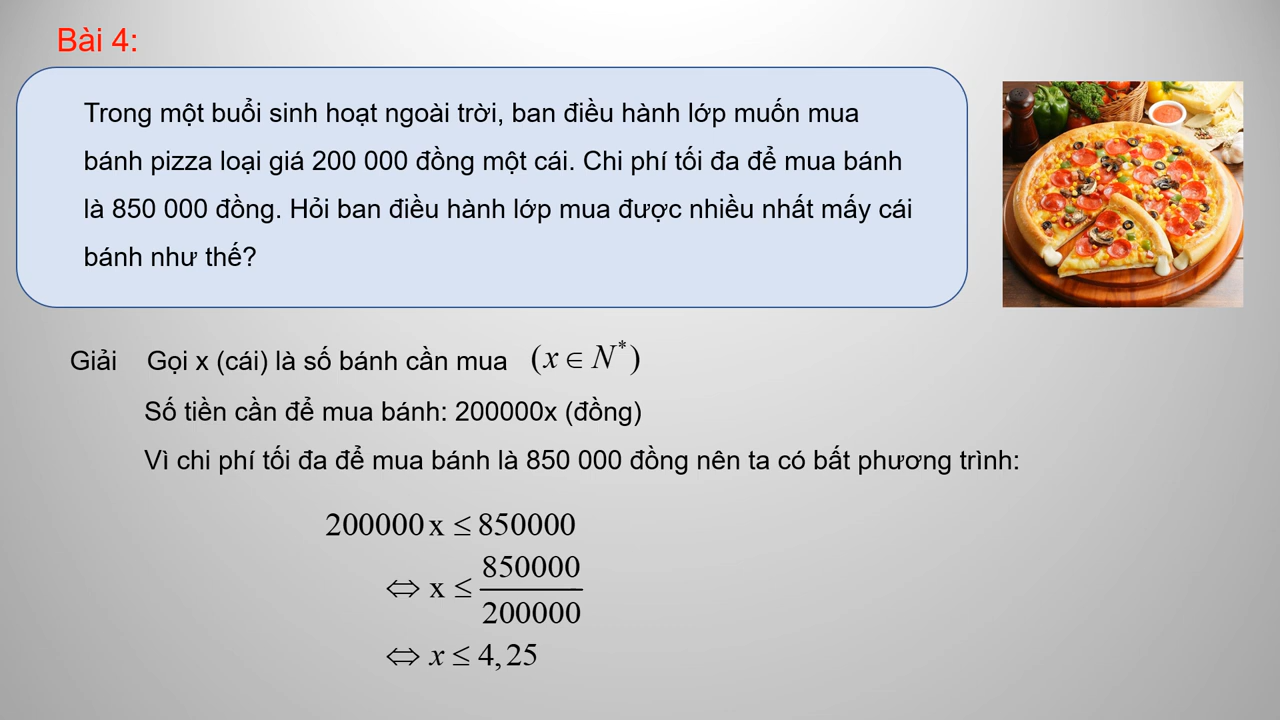 Bài 4:
Trong một buổi sinh hoạt ngoài trời, ban điều hành lớp muốn mua
bánh pizza loại giá 200 000 đồng một cái. Chi phí tối đa để mua bánh
là 850 000 đồng. Hỏi ban điều hành lớp mua được nhiều nhất mấy cái
bánh như thế?
Giải Gọi x (cái) là số bánh cần mua (x ∈ N*)
Số tiền cần để mua bánh: 200000x (đồng)
Vì chi phí tối đa để mua bánh là 850 000 đồng nên ta có bất phương trình:
200000x ≤ 850000
⇔ x ≤ 850000/200000
⇔ x ≤ 4,25